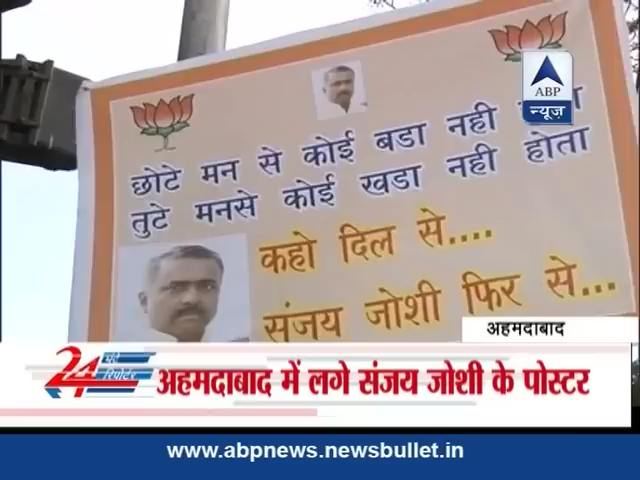 ABP
न्यूज़
छोटे मन से कोई बडा नही
तुटे मनसे कोई खडा नही होता
कहो दिल से....
संजय जोशी फिर से...
अहमदाबाद
24 घंटे
रिपोर्टर
अहमदाबाद में लगे संजय जोशी के पोस्टर
www.abpnews.newsbullet.in